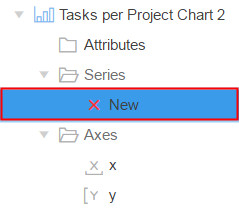 Tasks per Project Chart 2
Attributes
Series
New
Axes
x
y